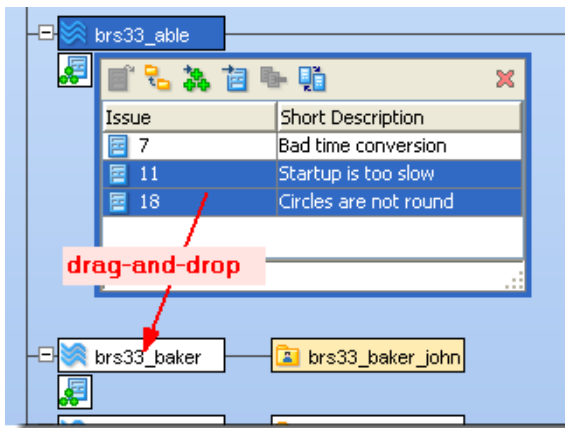 brs33_able
Issue Short Description
7 Bad time conversion
11 Startup is too slow
18 Circles are not round
drag-and-drop
brs33_baker brs33_baker_john